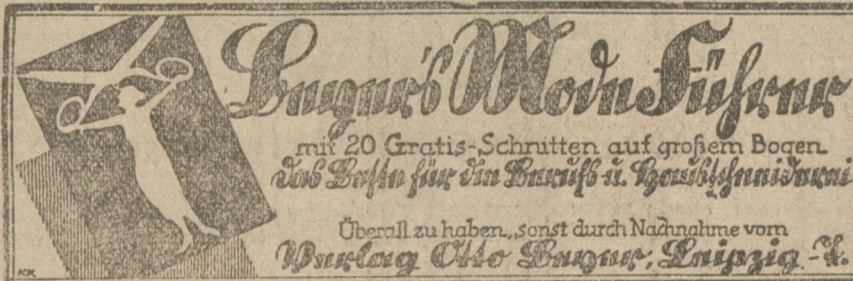 Beyer's Mode Führer
mit 20 Gratis-Schnitten auf großem Bogen.
das Beste für die Berufs u. Hausschneiderei
Überall zu haben, sonst durch Nachnahme vom
Verlag Otto Beyer, Leipzig-T.
KK